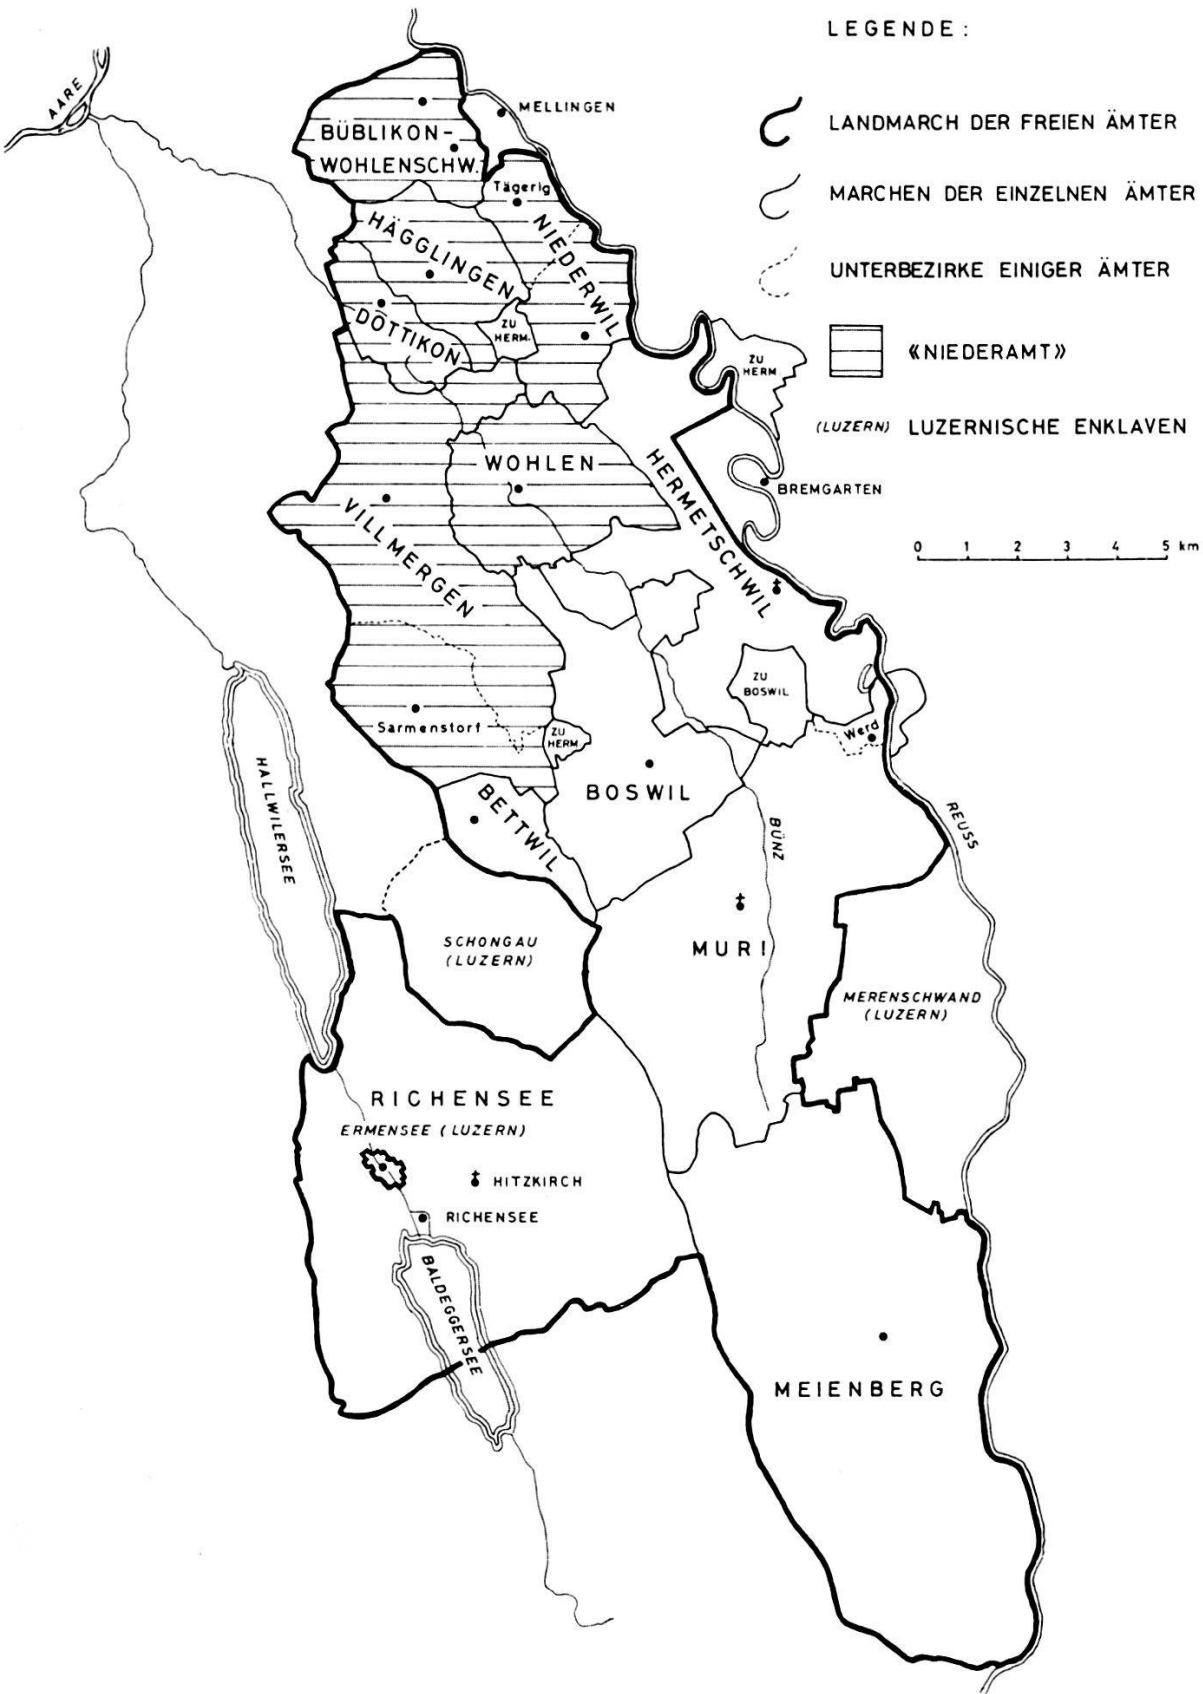 LEGENDE:
LANDMARCH DER FREIEN ÄMTER
MARCHEN DER EINZELNEN ÄMTER
UNTERBEZIRKE EINIGER ÄMTER
«NIEDERAMT»
(LUZERN) LUZERNISCHE ENKLAVEN
0 1 2 3 4 5 km
AARE
MELLINGEN
BÜBLIKON-
WOHLENSCHW.
Tägerig
HÄGGLINGEN
NIEDERWIL
DOTTIKON
ZU
HERM.
ZU
HERM
WOHLEN
HERMETSCHWIL
BREMGARTEN
VILLMERGEN
ZU
BOSWIL
Sarmenstorf
ZU
HERM
Werd
HALLWILERSEE
BETTWIL
BOSWIL
BÜNZ
REUSS
SCHONGAU
(LUZERN)
MURI
MERENSCHWAND
(LUZERN)
RICHENSEE
ERMENSEE (LUZERN)
HITZKIRCH
RICHENSEE
BALDEGGERSEE
MEIENBERG